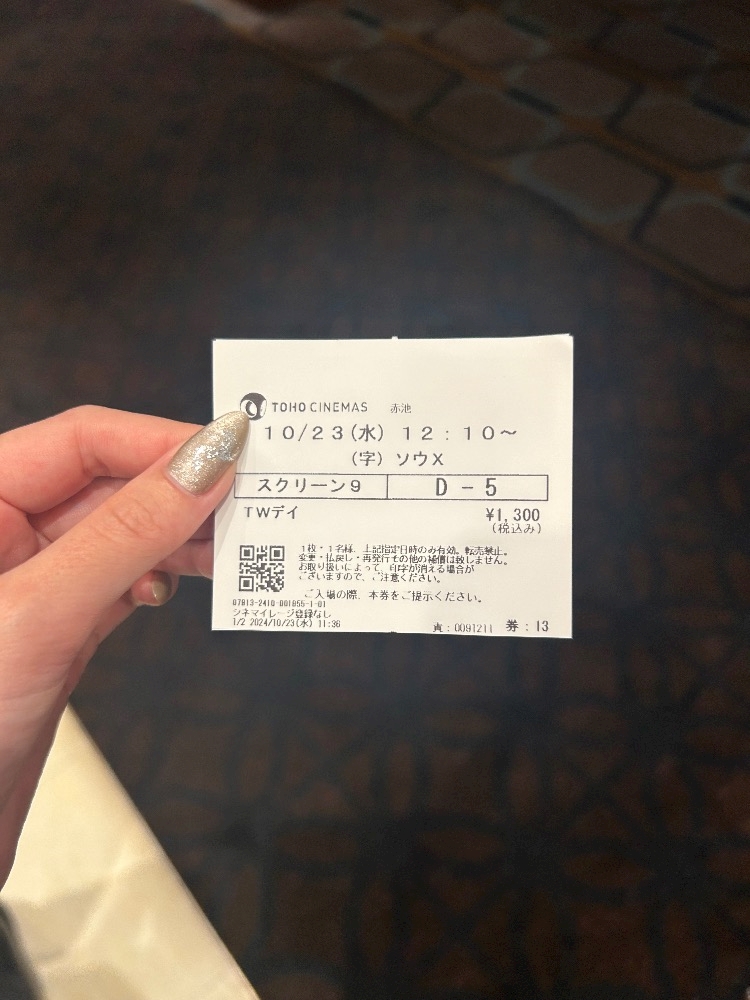 TOHO CINEMAS 赤池
10/23(水) 12:10～
(字) ソウX
スクリーン9 D-5
TWデイ ¥1,300
(税込み)
1枚・1名様、上記指定日時のみ有効。転売禁止。
変更・払戻し・再発行その他の補償は致しません。
お取り扱いによって、印字が消える場合が
ございますので、ご注意ください。
ご入場の際、本券をご提示ください。
07813-2410-001055-1-01
シネマイレージ登録なし
1/2 2024/10/23(水) 11:36 責:0091211 券:13